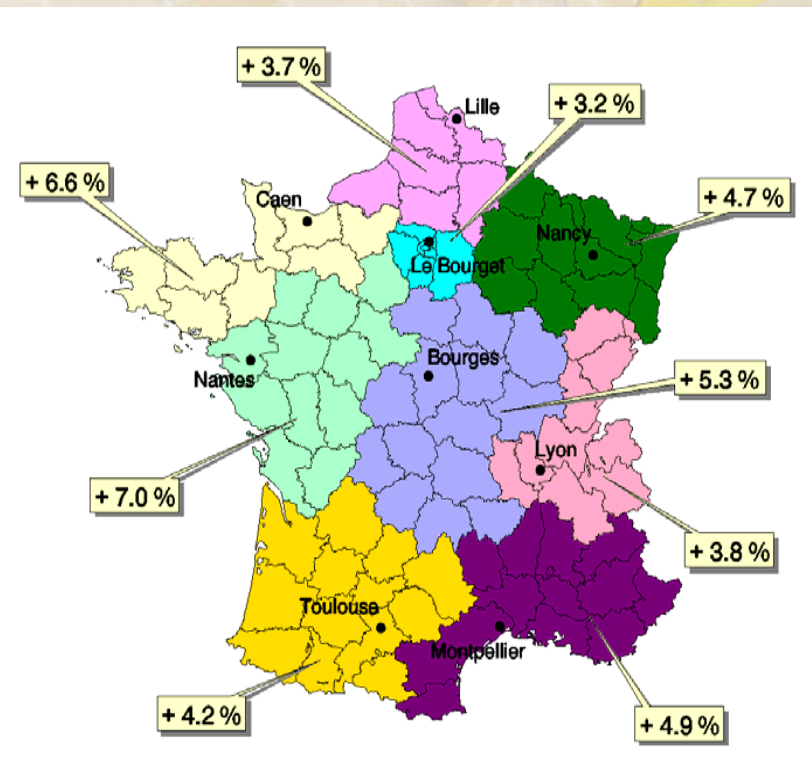 + 3.7 %
Lille
+ 3.2 %
+ 6.6 %
Caen
+ 4.7 %
Nancy
Le Bourget
Bourges
Nantes
+ 5.3 %
Lyon
+ 7.0 %
+ 3.8 %
Toulouse
Montpellier
+ 4.2 %
+ 4.9 %